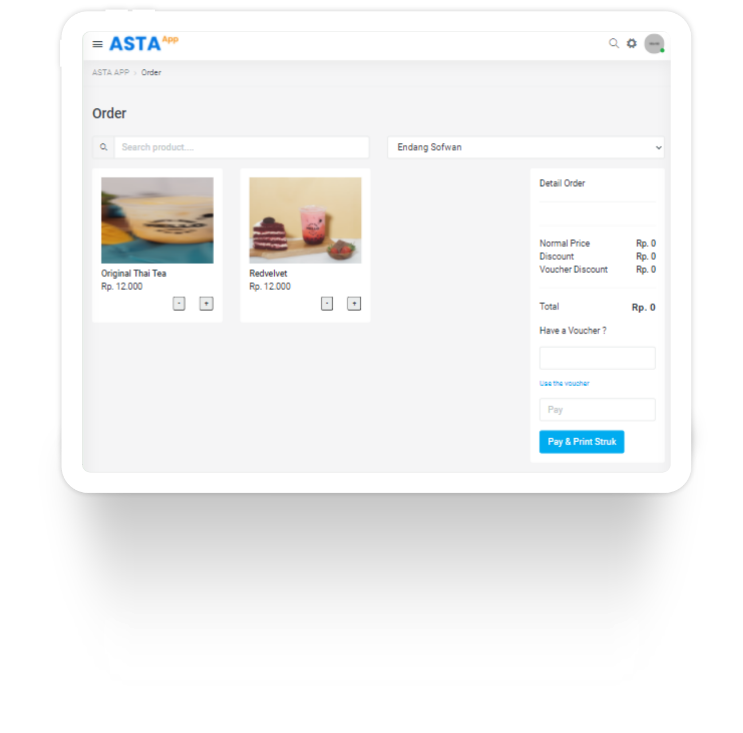 ASTA App
ASTA APP > Order
Order
Search product....
Endang Sofwan
Original Thai Tea
Rp. 12.000
- +
Redvelvet
Rp. 12.000
- +
Detail Order
Normal Price Rp. 0
Discount Rp. 0
Voucher Discount Rp. 0
Total Rp. 0
Have a Voucher ?
Use the voucher
Pay
Pay & Print Struk